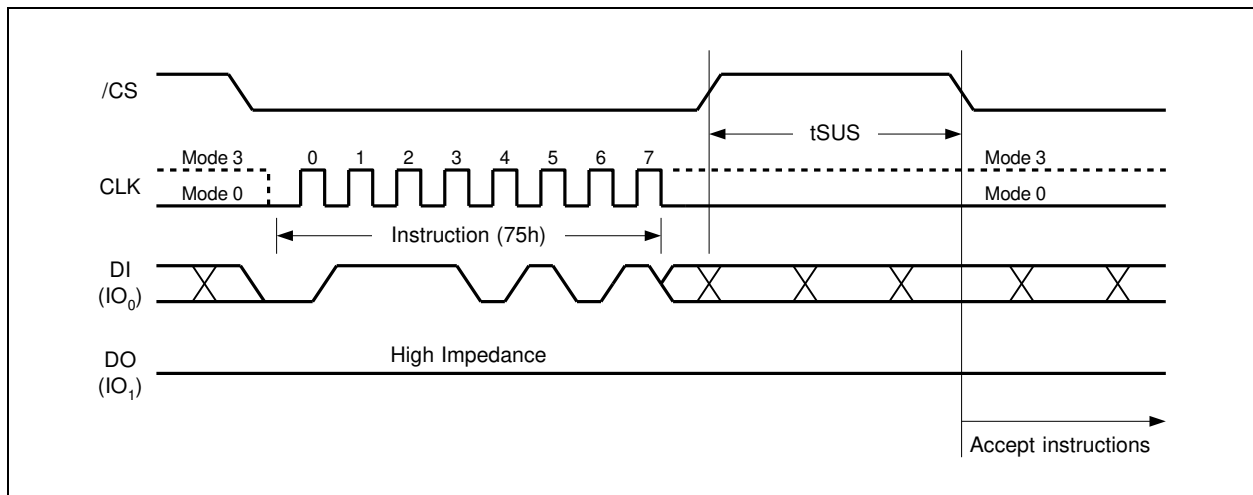 /CS
tSUS
Mode 3
0 1 2 3 4 5 6 7
Mode 3
CLK
Mode 0
Mode 0
Instruction (75h)
DI
(IO0)
High Impedance
DO
(IO1)
Accept instructions